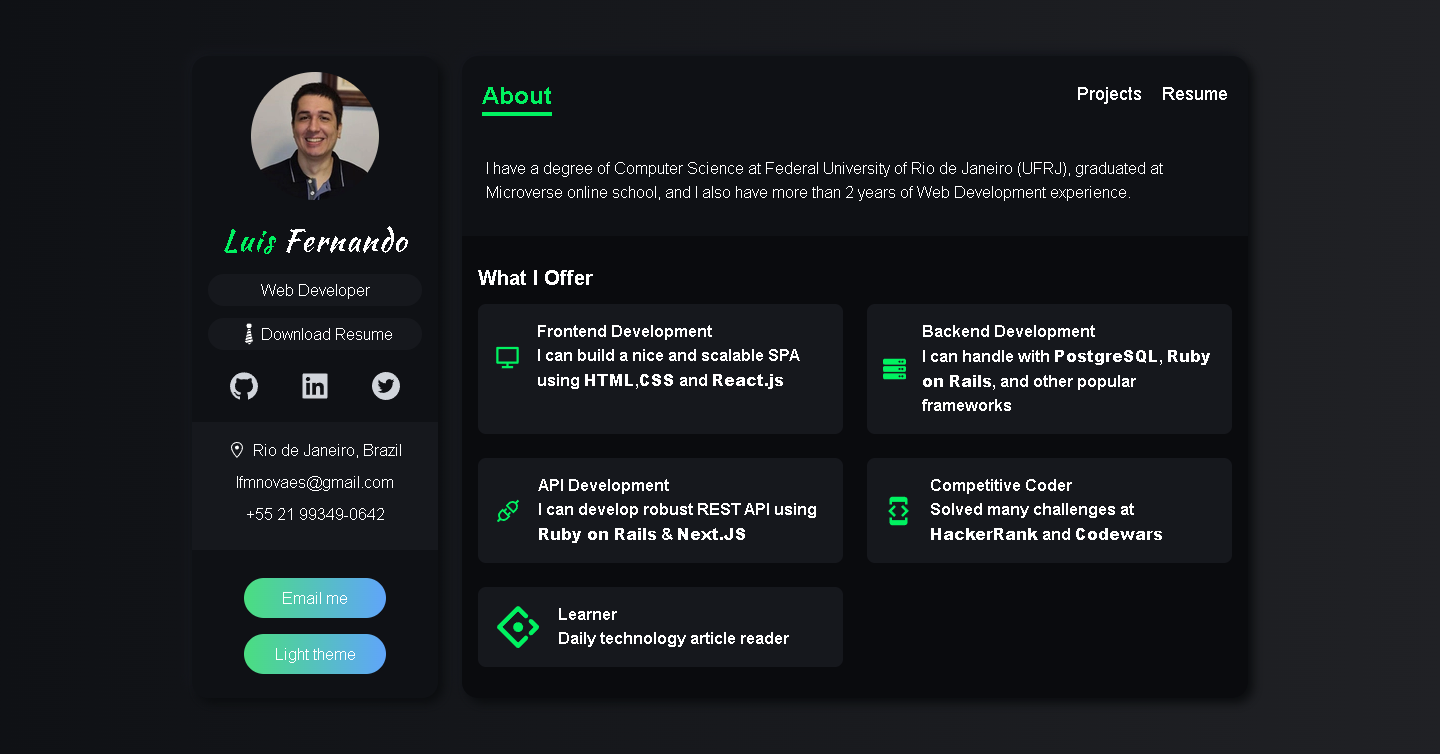 Luis Fernando
Web Developer
Download Resume
Rio de Janeiro, Brazil
lfmnovaes@gmail.com
+55 21 99349-0642
Email me
Light theme
About
Projects
Resume
I have a degree of Computer Science at Federal University of Rio de Janeiro (UFRJ), graduated at
Microverse online school, and I also have more than 2 years of Web Development experience.
What I Offer
Frontend Development
I can build a nice and scalable SPA
using HTML,CSS and React.js
Backend Development
I can handle with PostgreSQL, Ruby
on Rails, and other popular
frameworks
API Development
I can develop robust REST API using
Ruby on Rails & Next.JS
Competitive Coder
Solved many challenges at
HackerRank and Codewars
Learner
Daily technology article reader